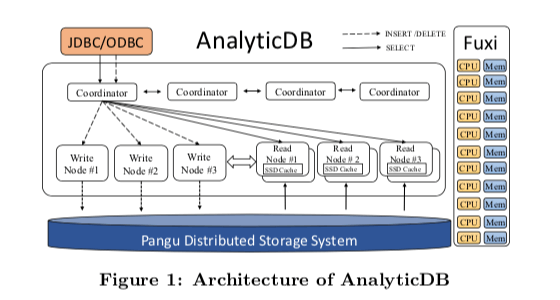 JDBC/ODBC
AnalyticDB
INSERT /DELETE
SELECT
Fuxi
Coordinator
Coordinator
Coordinator
Coordinator
Write
Node #1
Write
Node #2
Write
Node #3
Read
Node #1
SSD Cache
Read
Node # 2
SSD Cache
Read
Node #3
SSD Cache
CPU Mem
CPU Mem
CPU Mem
CPU Mem
CPU Mem
CPU Mem
CPU Mem
CPU Mem
CPU Mem
CPU Mem
CPU Mem
Pangu Distributed Storage System
Figure 1: Architecture of AnalyticDB